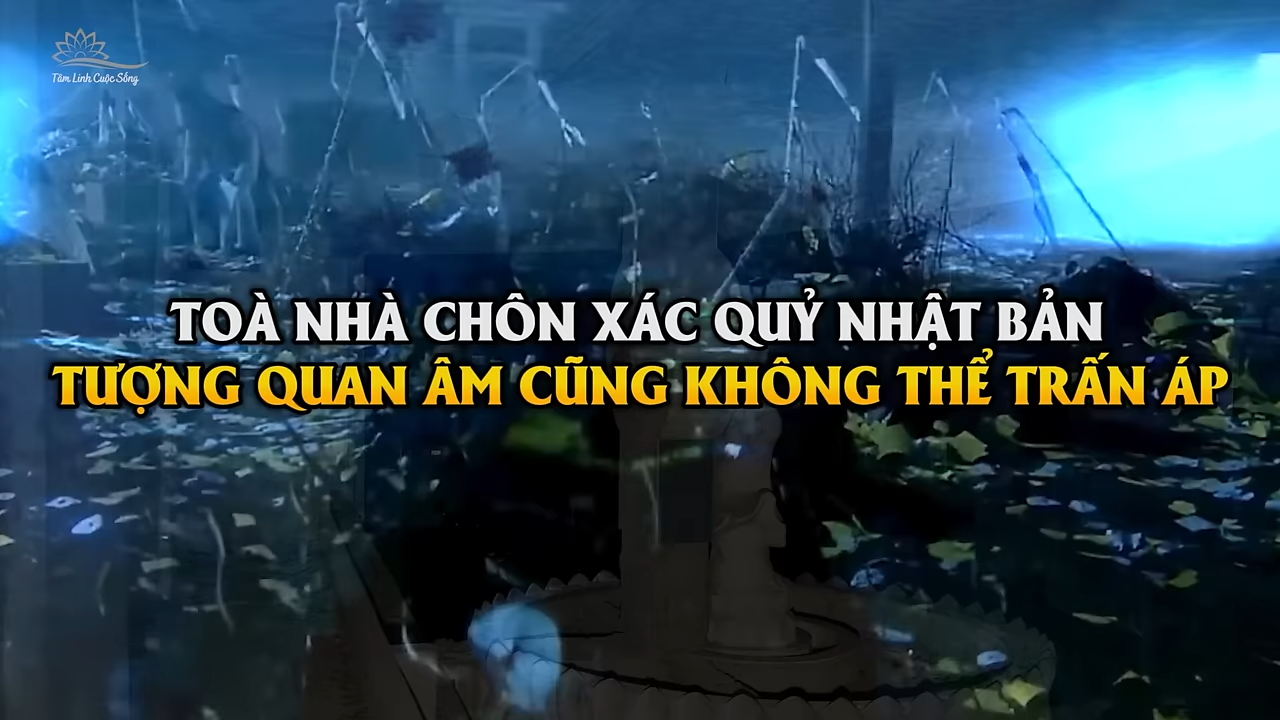 Tâm Linh Cuộc Sống
TOÀ NHÀ CHÔN XÁC QUỶ NHẬT BẢN
TƯỢNG QUAN ÂM CŨNG KHÔNG THỂ TRẤN ÁP